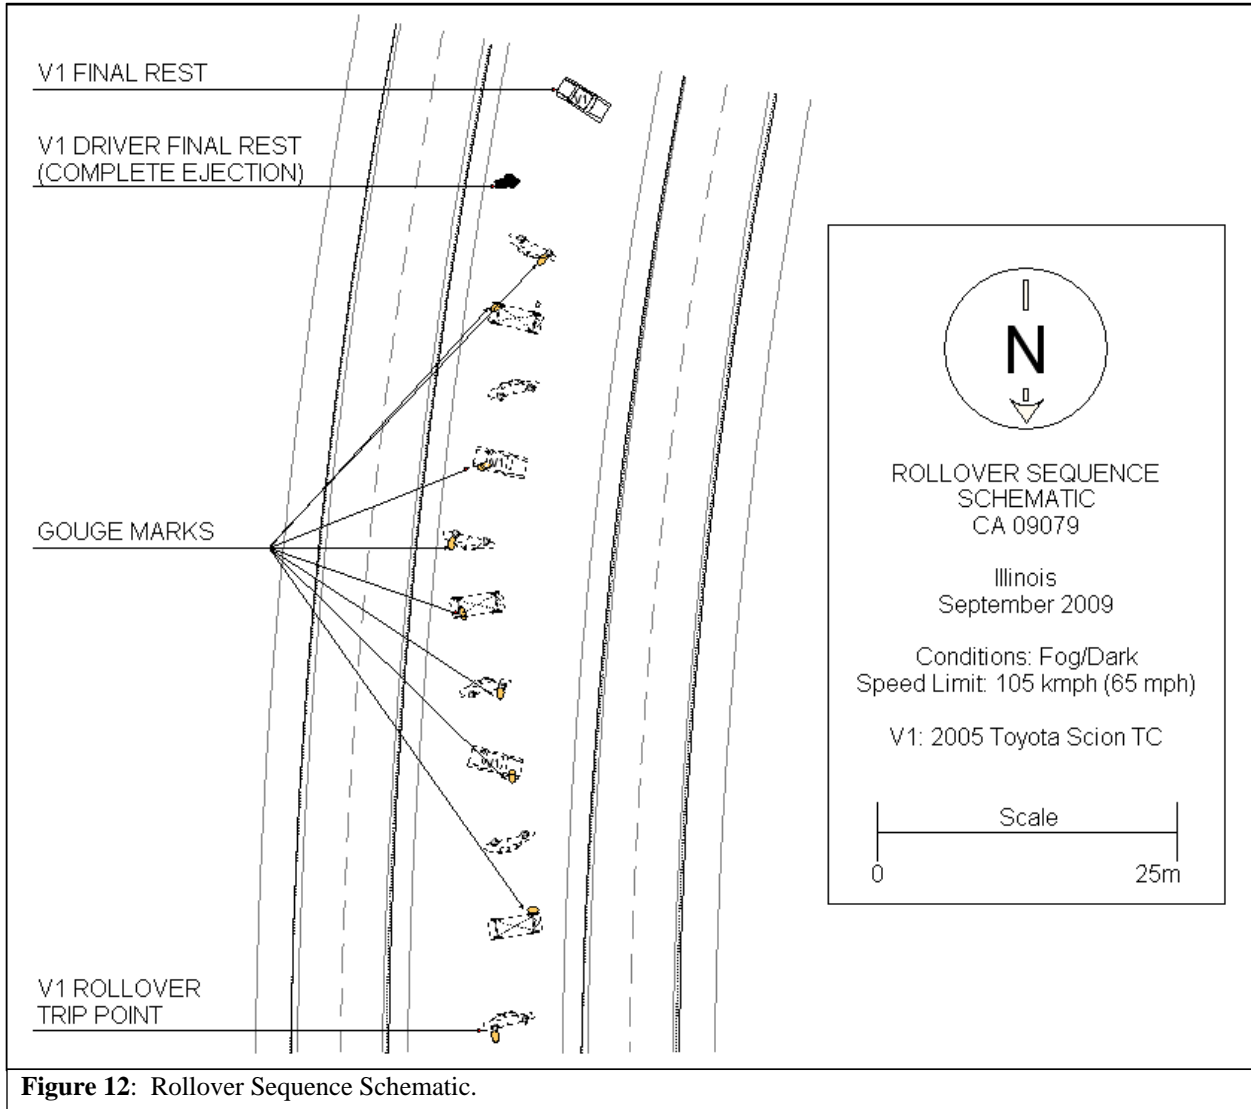 V1 FINAL REST
V1 DRIVER FINAL REST
(COMPLETE EJECTION)
GOUGE MARKS
V1 ROLLOVER
TRIP POINT
N
ROLLOVER SEQUENCE
SCHEMATIC
CA 09079
Illinois
September 2009
Conditions: Fog/Dark
Speed Limit: 105 kmph (65 mph)
V1: 2005 Toyota Scion TC
Scale
0 25m
Figure 12: Rollover Sequence Schematic.